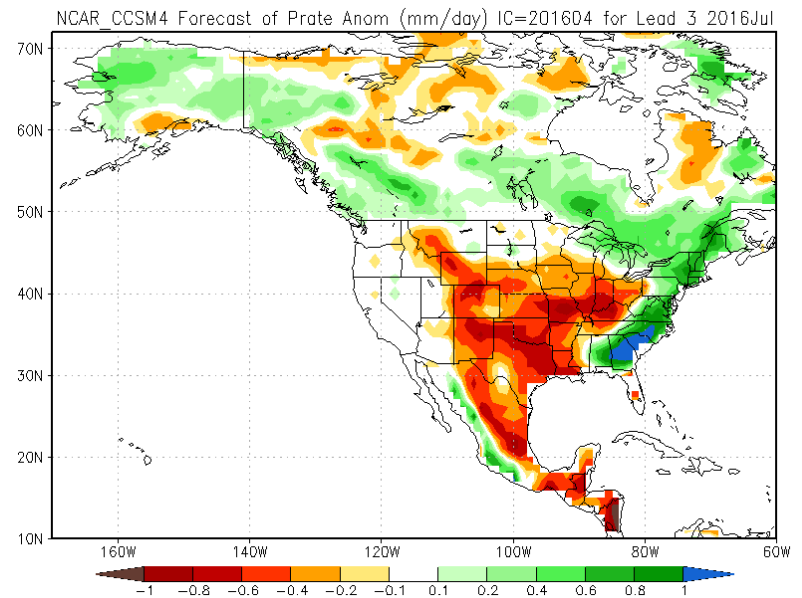 NCAR_CCSM4 Forecast of Prate Anom (mm/day) IC=201604 for Lead 3 2016Jul
70N
60N
50N
40N
30N
20N
10N
160W 140W 120W 100W 80W 60W
-1 -0.8 -0.6 -0.4 -0.2 -0.1 0.1 0.2 0.4 0.6 0.8 1